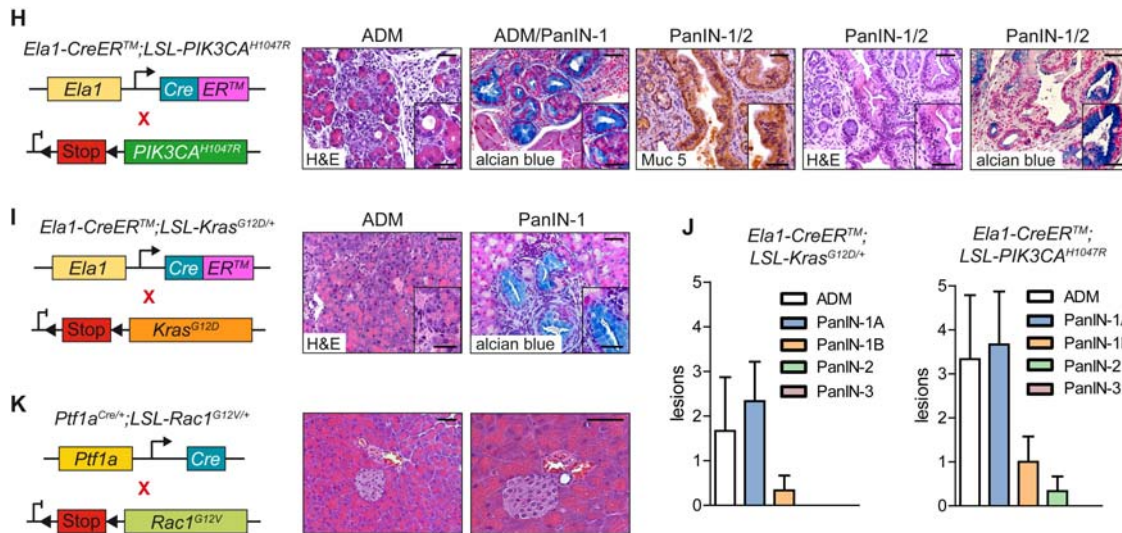 H
Ela1-CreER™;LSL-PIK3CA^H1047R
Ela1
Cre
ER™
X
Stop
PIK3CA^H1047R
ADM
H&E
ADM/PanIN-1
alcian blue
PanIN-1/2
Muc 5
PanIN-1/2
H&E
PanIN-1/2
alcian blue
I
Ela1-CreER™;LSL-Kras^G12D/+
Ela1
Cre
ER™
X
Stop
Kras^G12D
ADM
H&E
PanIN-1
alcian blue
J
Ela1-CreER™;
LSL-Kras^G12D/+
ADM
PanIN-1A
PanIN-1B
PanIN-2
PanIN-3
lesions
5
4
3
2
1
0
Ela1-CreER™;
LSL-PIK3CA^H1047R
ADM
PanIN-1
PanIN-1
PanIN-2
PanIN-3
lesions
5
4
3
2
1
0
K
Ptf1a^Cre/+;LSL-Rac1^G12V/+
Ptf1a
Cre
X
Stop
Rac1^G12V